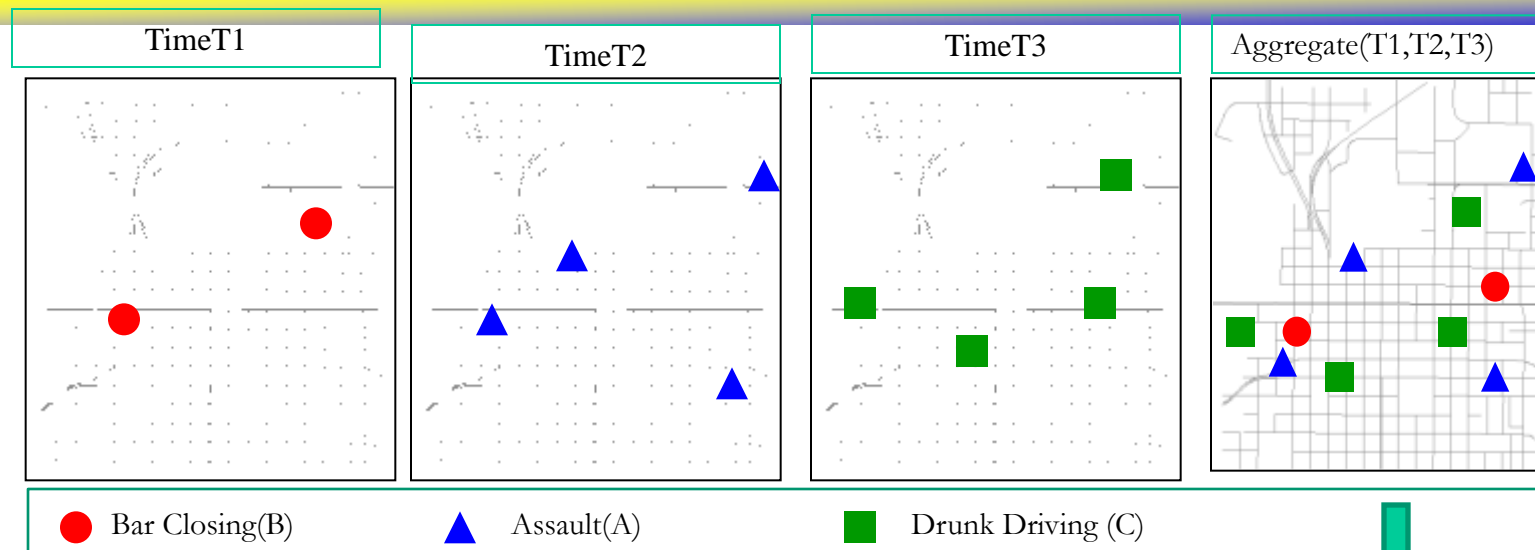 TimeT1
TimeT2
TimeT3
Aggregate(T1,T2,T3)
Bar Closing(B)
Assault(A)
Drunk Driving (C)